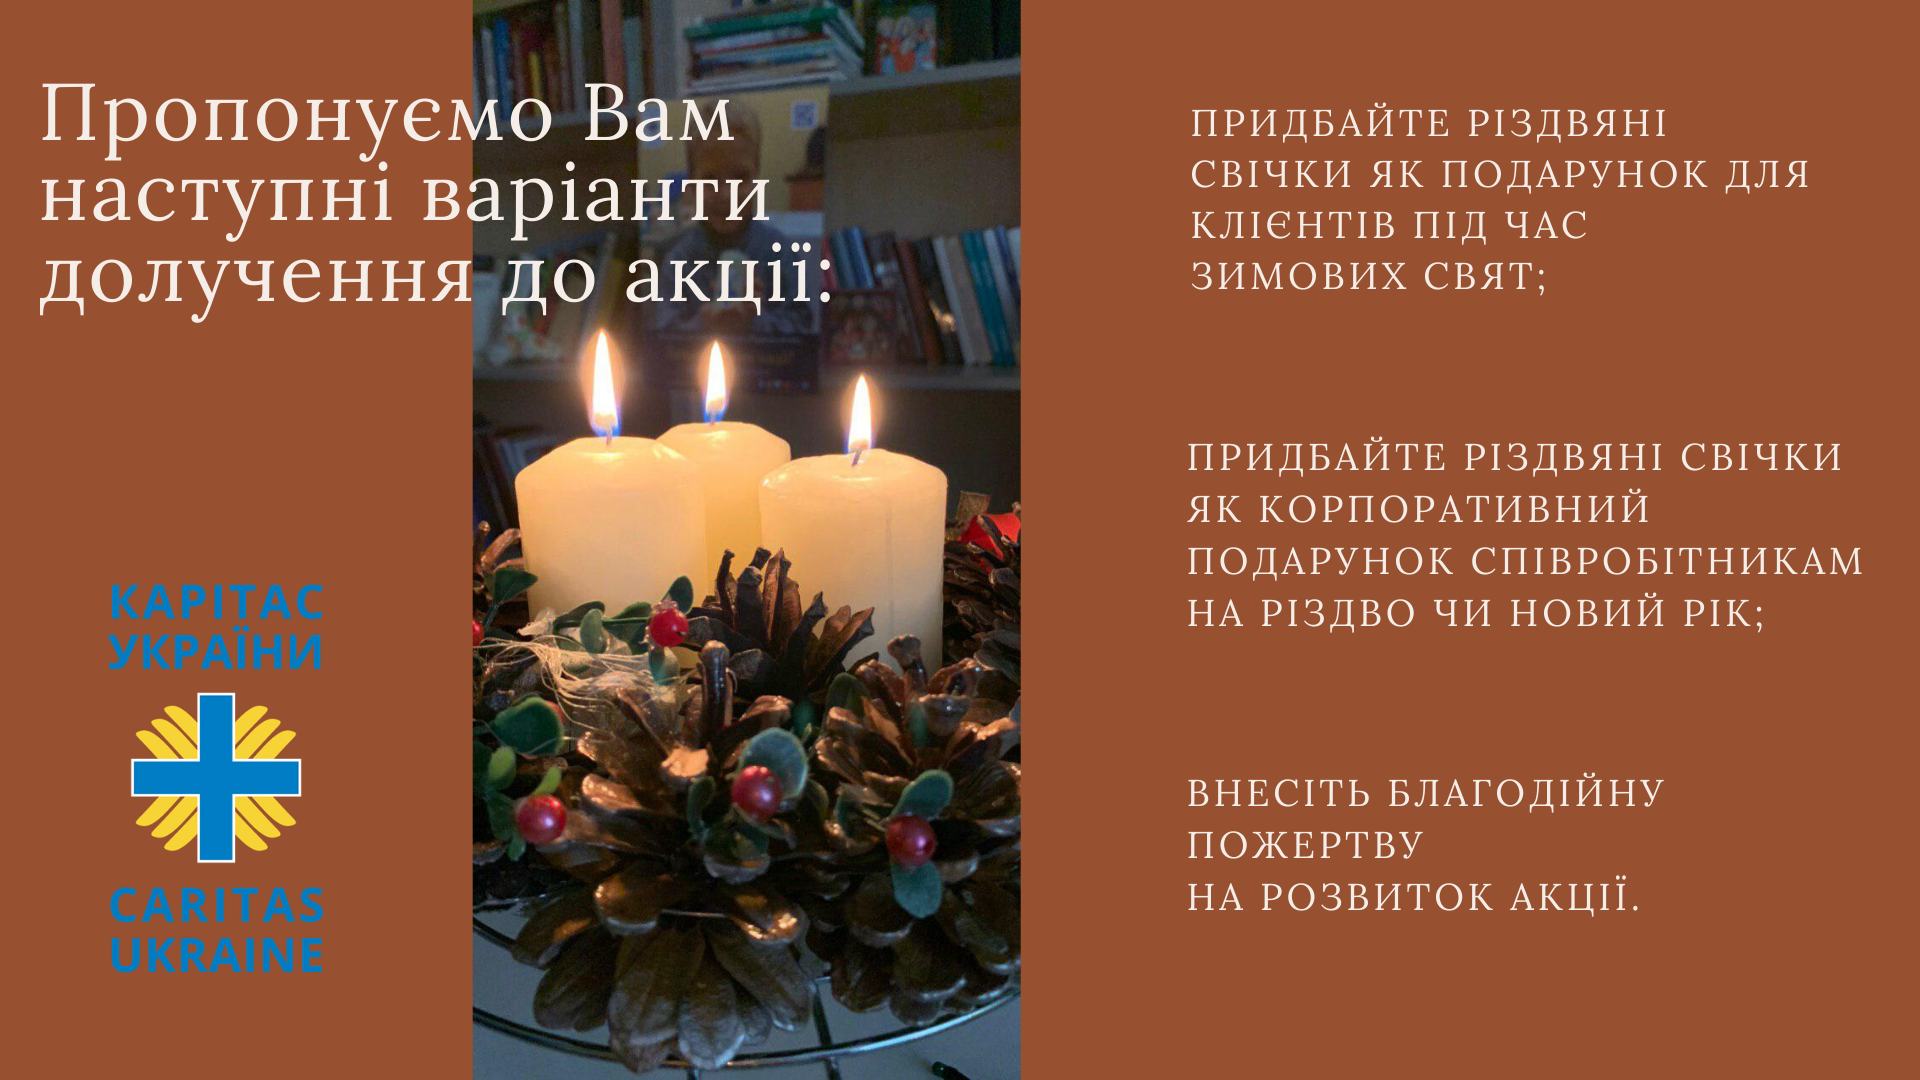 Пропонуємо Вам
наступні варіанти
долучення до акції:
КАРІТАС
УКРАЇНИ
CARITAS
UKRAINE
ПРИДБАЙТЕ РІЗДВЯНІ
СВІЧКИ ЯК ПОДАРУНОК ДЛЯ
КЛІЄНТІВ ПІД ЧАС
ЗИМОВИХ СВЯТ;
ПРИДБАЙТЕ РІЗДВЯНІ СВІЧКИ
ЯК КОРПОРАТИВНИЙ
ПОДАРУНОК СПІВРОБІТНИКАМ
НА РІЗДВО ЧИ НОВИЙ РІК;
ВНЕСІТЬ БЛАГОДІЙНУ
ПОЖЕРТВУ
НА РОЗВИТОК АКЦІЇ.